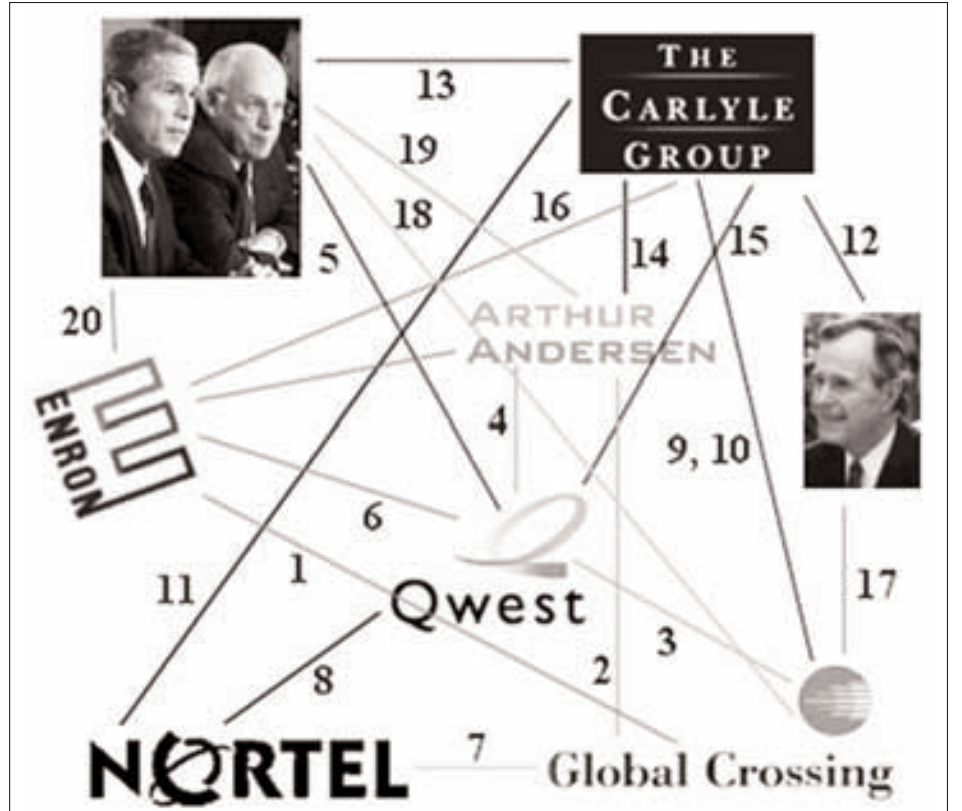 THE
CARLYLE
GROUP
13
19
18
16
5
14
15
12
20
ARTHUR
ANDERSEN
ENRON
4
9, 10
6
1
11
Qwest
17
3
2
8
NORTEL
7
Global Crossing